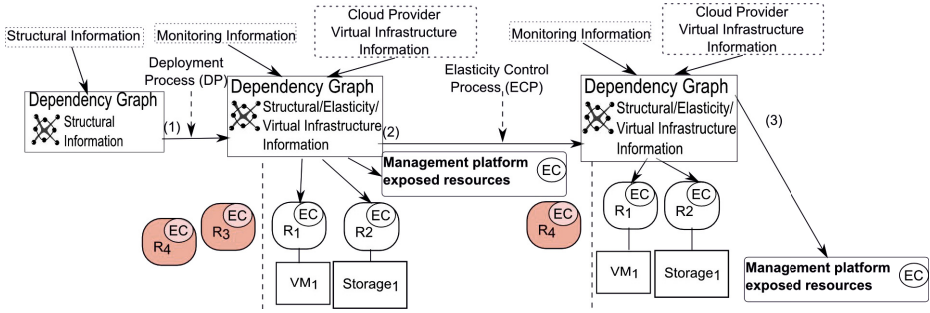 Structural Information
Monitoring Information
Cloud Provider
Virtual Infrastructure
Information
Monitoring Information
Cloud Provider
Virtual Infrastructure
Information
Deployment
Process (DP)
Elasticity Control
Process (ECP)
Dependency Graph
Structural
Information
(1)
Dependency Graph
Structural/Elasticity/
Virtual Infrastructure
Information
(2)
Dependency Graph
Structural/Elasticity/
Virtual Infrastructure
Information
(3)
Management platform
exposed resources
EC
EC
R4
EC
R3
EC
R1
EC
R2
VM1
Storage1
EC
R4
EC
R1
EC
R2
VM1
Storage1
Management platform
exposed resources
EC